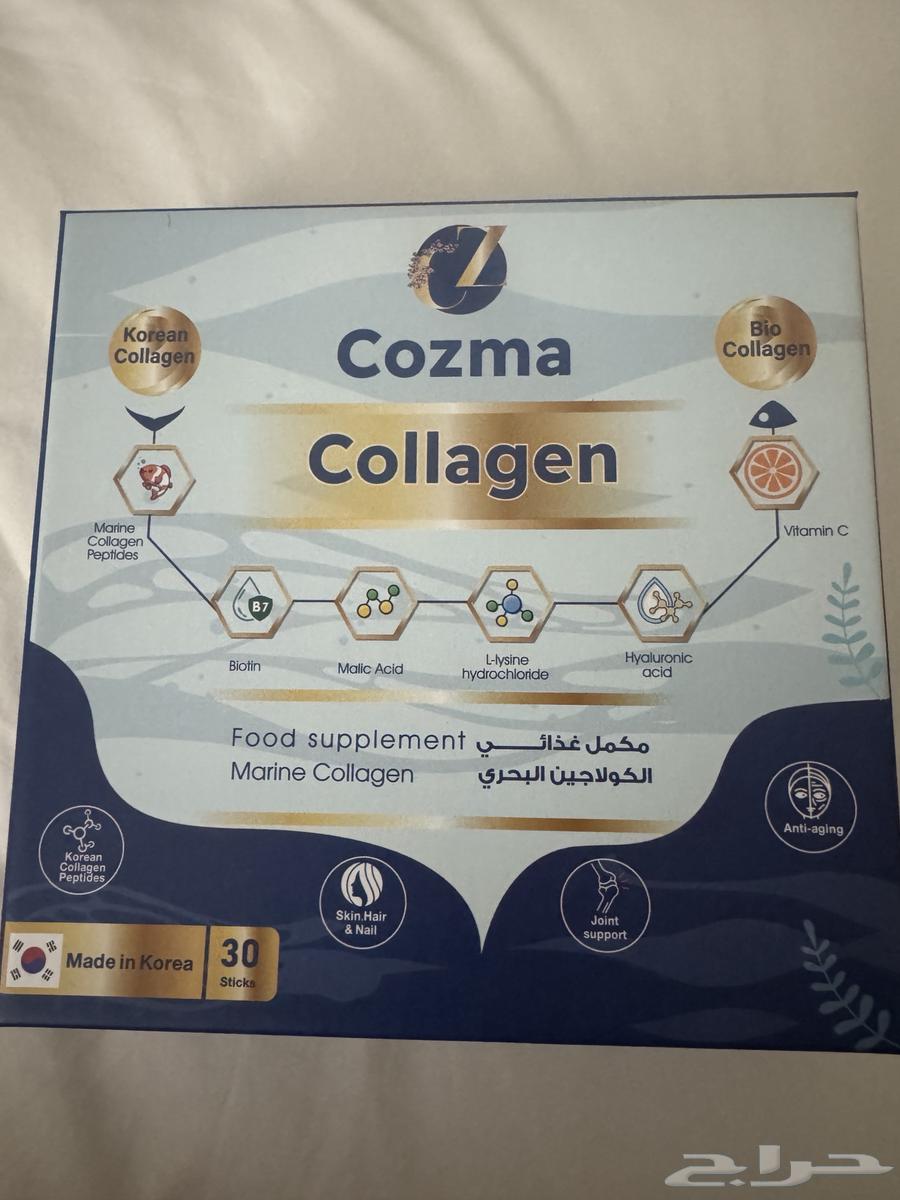 CZ
Cozma
Korean
Collagen
Bio
Collagen
Collagen
Marine
Collagen
Peptides
Vitamin C
B7
Biotin
Malic Acid
L-lysine
hydrochloride
Hyaluronic
acid
Food supplement مكمل غذائـــــــي
Marine Collagen الكولاجين البحري
Korean
Collagen
Peptides
Skin.Hair
& Nail
Joint
support
Anti-aging
Made in Korea
30
Sticks
حراج